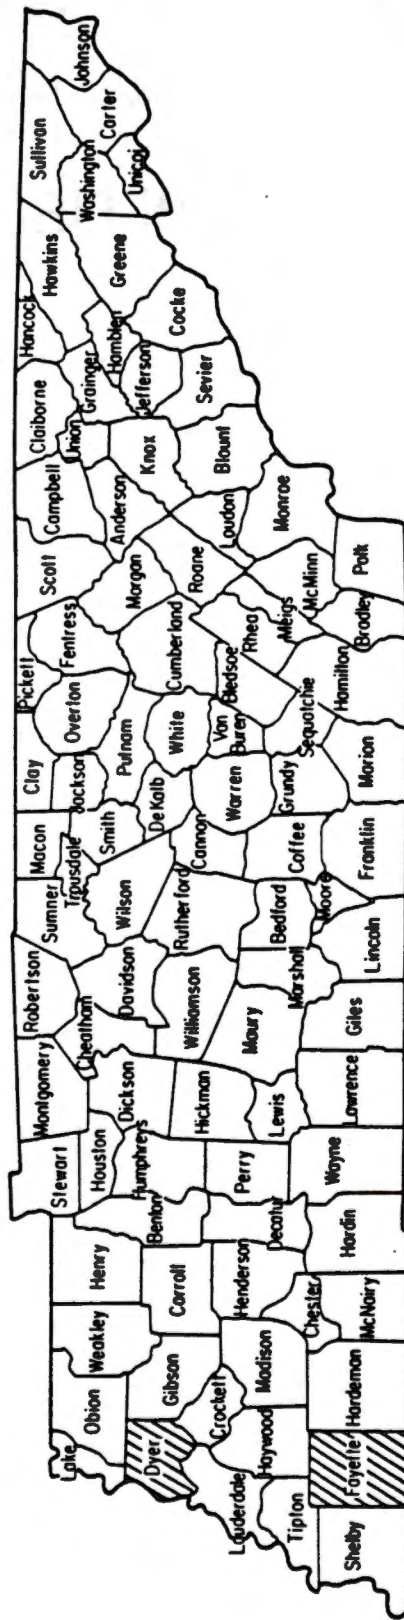 Lake
Obion
Weakley
Henry
Stewart
Montgomery
Robertson
Sumner
Macon
Clay
Pickett
Scott
Campbell
Claiborne
Hancock
Hawkins
Sullivan
Johnson
Dyer
Gibson
Carroll
Benton
Houston
Humphreys
Dickson
Cheatham
Davidson
Wilson
Trousdale
Smith
Jackson
Overton
Fentress
Putnam
Morgan
Anderson
Union
Grainger
Hamblen
Greene
Washington
Unicoi
Carter
Lauderdale
Crockett
Haywood
Madison
Henderson
Decatur
Perry
Hickman
Lewis
Williamson
Maury
Rutherford
Cannon
DeKalb
White
Van
Buren
Warren
Cumberland
Bledsoe
Rhea
Roane
Loudon
Knox
Jefferson
Cocke
Sevier
Blount
Monroe
Tipton
Shelby
Fayette
Hardeman
Chester
McNairy
Hardin
Wayne
Lawrence
Giles
Marshall
Bedford
Moore
Lincoln
Coffee
Franklin
Grundy
Sequatchie
Marion
Hamilton
Meigs
McMinn
Bradley
Polk